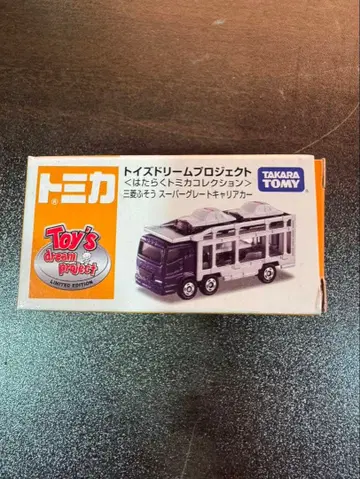 トミカ
トイズドリームプロジェクト
<はたらくトミカコレクション>
三菱ふそう スーパーグレートキャリアカー
TAKARA
TOMY
Toy's
dream
project
LIMITED EDITION